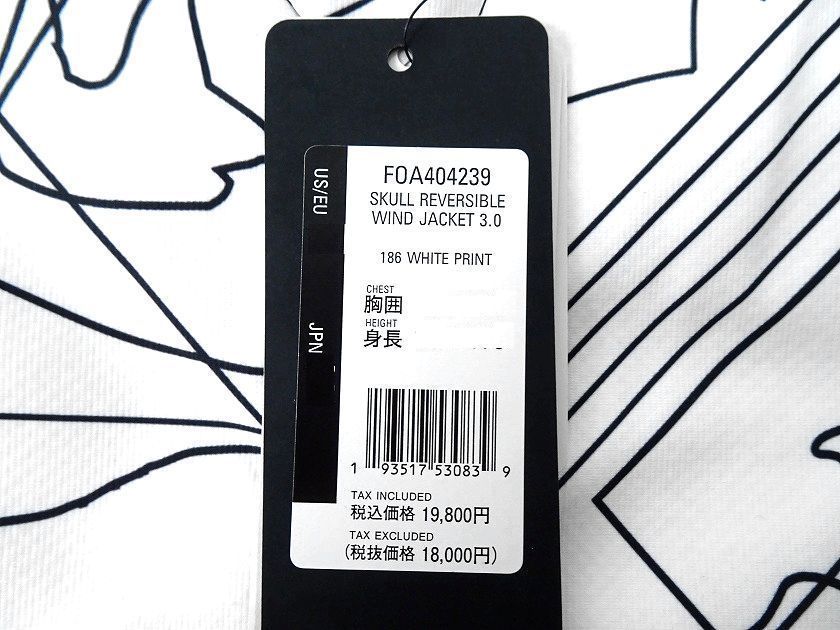 US/EU
JPN
FOA404239
SKULL REVERSIBLE
WIND JACKET 3.0
186 WHITE PRINT
CHEST
胸囲
HEIGHT
身長
1 93517 53083 9
TAX INCLUDED
税込価格 19,800円
TAX EXCLUDED
(税抜価格 18,000円)